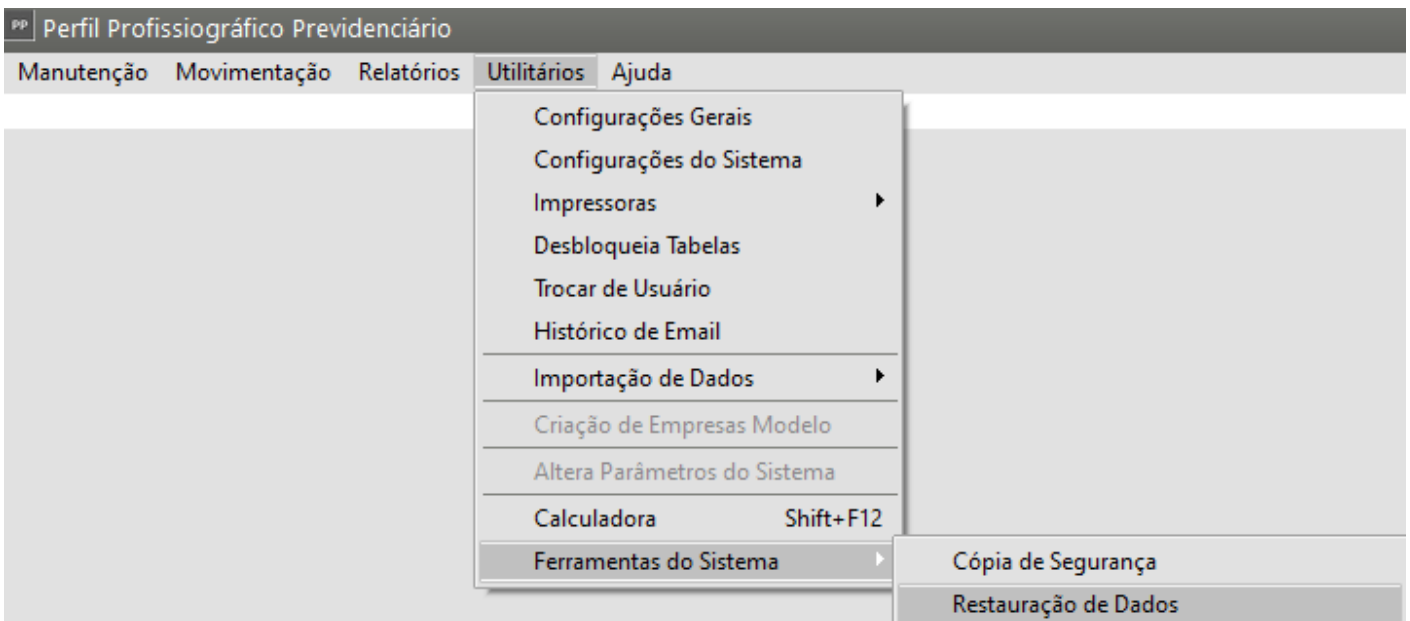 PP Perfil Profissiográfico Previdenciário
Manutenção Movimentação Relatórios Utilitários Ajuda
Configurações Gerais
Configurações do Sistema
Impressoras
Desbloqueia Tabelas
Trocar de Usuário
Histórico de Email
Importação de Dados
Criação de Empresas Modelo
Altera Parâmetros do Sistema
Calculadora Shift+F12
Ferramentas do Sistema
Cópia de Segurança
Restauração de Dados